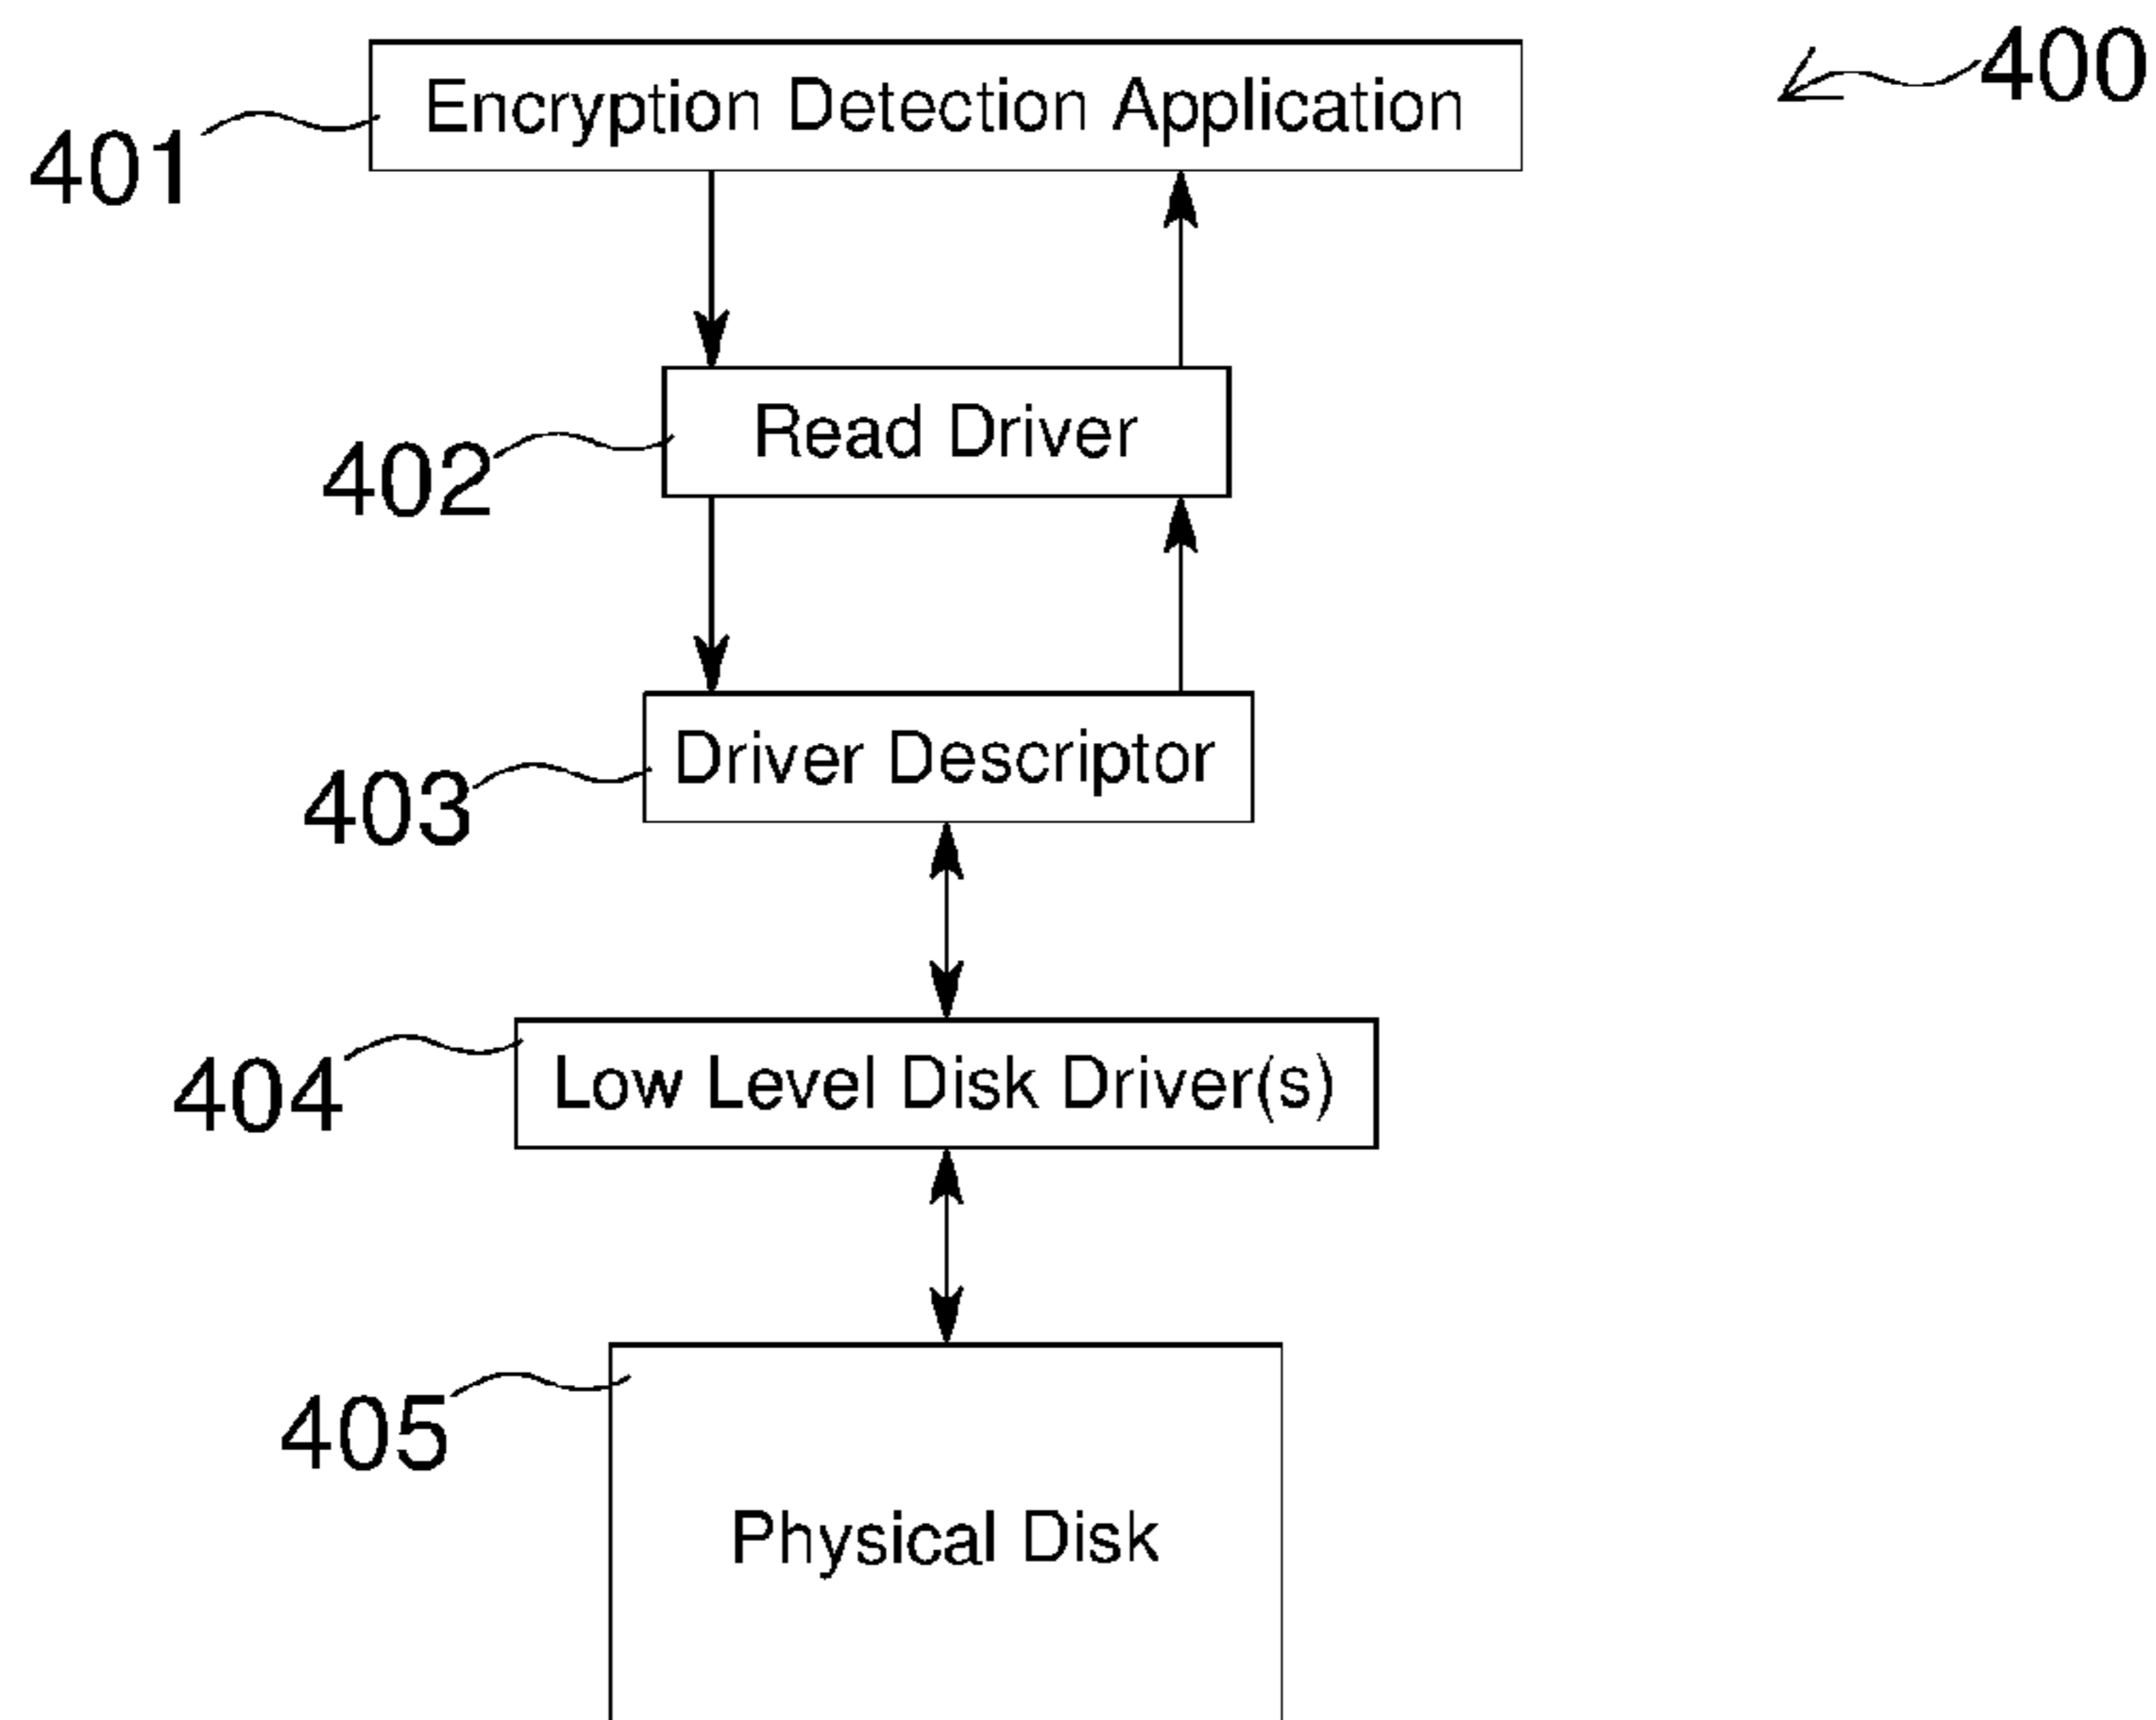 Encryption Detection Application
400
401
Read Driver
402
Driver Descriptor
403
Low Level Disk Driver(s)
404
405
Physical Disk